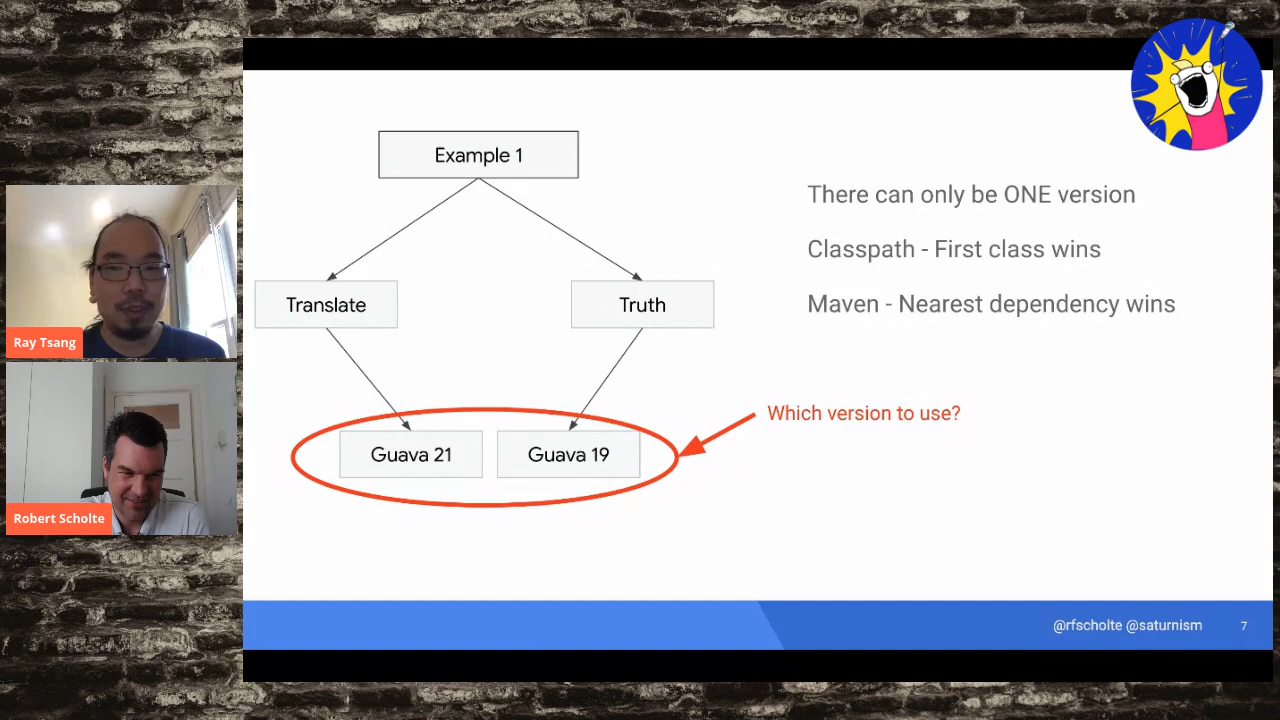 Example 1
Translate
Truth
Guava 21
Guava 19
There can only be ONE version
Classpath - First class wins
Maven - Nearest dependency wins
Which version to use?
Ray Tsang
Robert Scholte
@rfscholte @saturnism
7